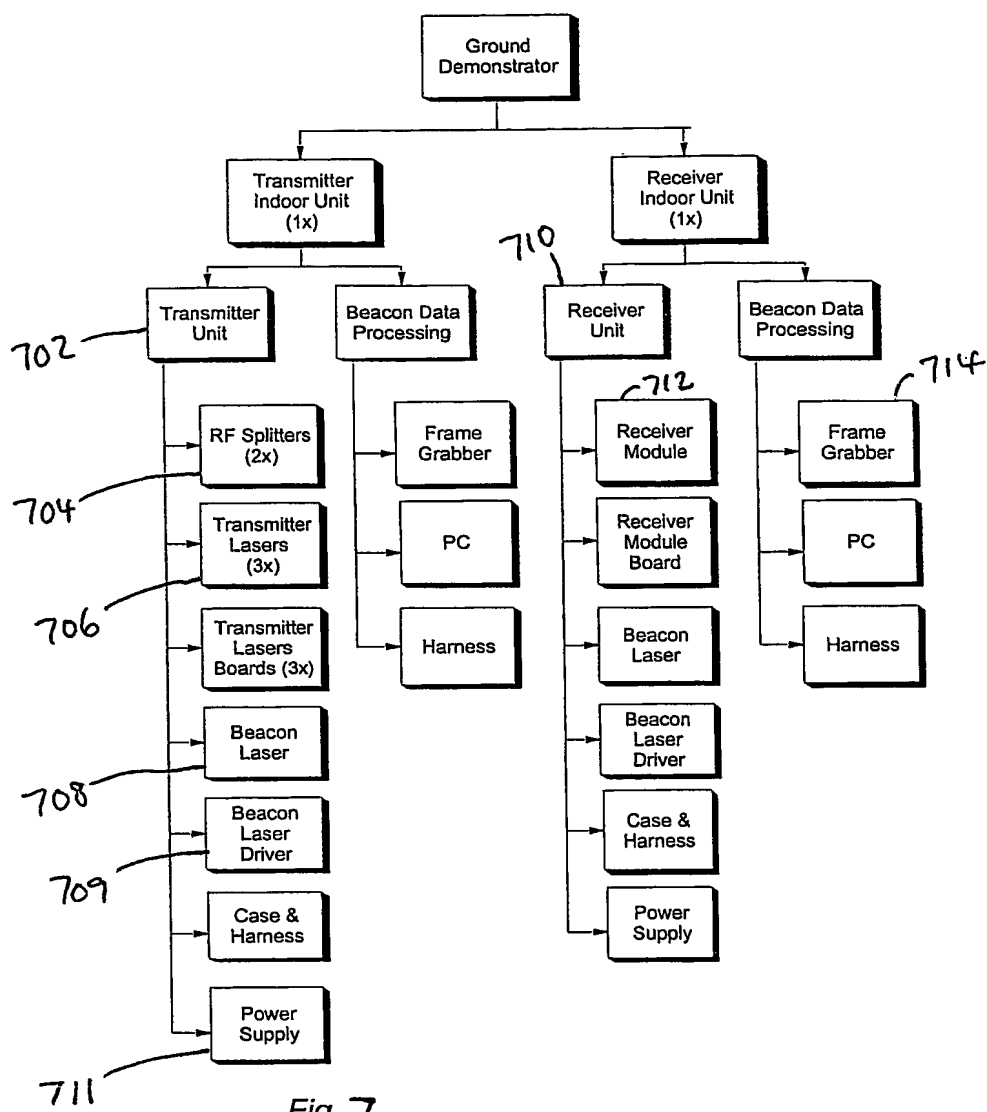 Ground
Demonstrator
Transmitter
Indoor Unit
(1x)
Receiver
Indoor Unit
(1x)
710
Transmitter
Unit
Beacon Data
Processing
Receiver
Unit
Beacon Data
Processing
702
712
714
RF Splitters
(2x)
Frame
Grabber
Receiver
Module
Frame
Grabber
704
Transmitter
Lasers
(3x)
PC
Receiver
Module
Board
PC
706
Transmitter
Lasers
Boards (3x)
Harness
Beacon
Laser
Harness
Beacon
Laser
Beacon
Laser
Driver
708
Beacon
Laser
Driver
Case &
Harness
709
Case &
Harness
Power
Supply
Power
Supply
711
Fig. 7